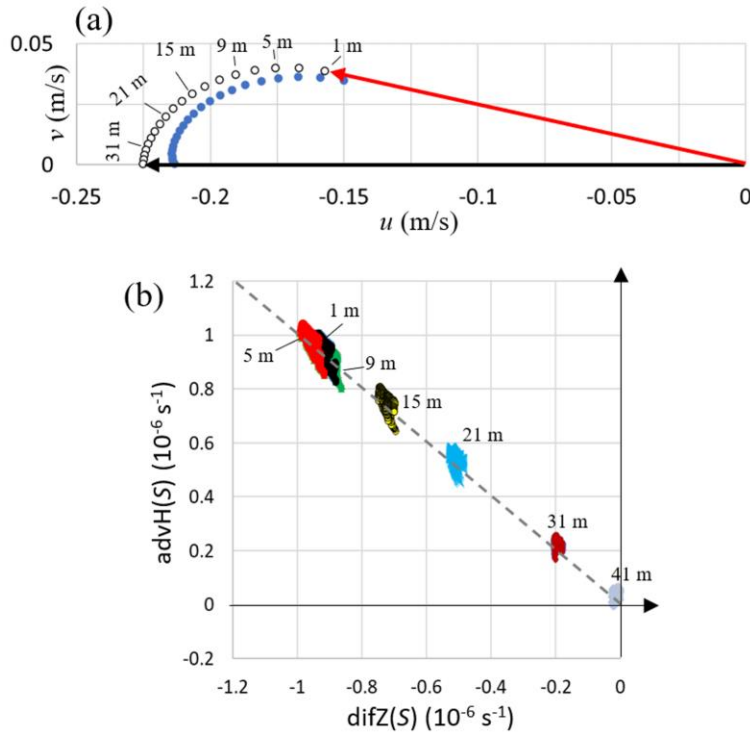 (a)
0.05
15 m
9 m
5 m
1 m
21 m
31 m
v (m/s)
0
-0.25
-0.2
-0.15
-0.1
-0.05
0
u (m/s)
(b)
1.2
1 m
1
5 m
9 m
0.8
15 m
0.6
21 m
0.4
31 m
0.2
41 m
0
-0.2
advH(S) (10⁻⁶ s⁻¹)
-1.2
-1
-0.8
-0.6
-0.4
-0.2
0
difZ(S) (10⁻⁶ s⁻¹)